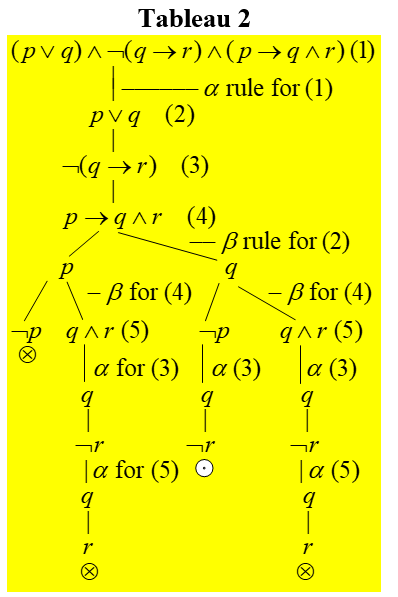 Tableau 2
(p ∨ q) ∧ ¬(q → r) ∧ (p → q ∧ r) (1)
α rule for (1)
p ∨ q (2)
¬(q → r) (3)
p → q ∧ r (4)
β rule for (2)
p q
– β for (4) – β for (4)
¬p q ∧ r (5) ¬p q ∧ r (5)
⊗ α for (3) α (3) α (3)
q q q
¬r ¬r ¬r
α for (5) ⊙ α (5)
q q
r r
⊗ ⊗